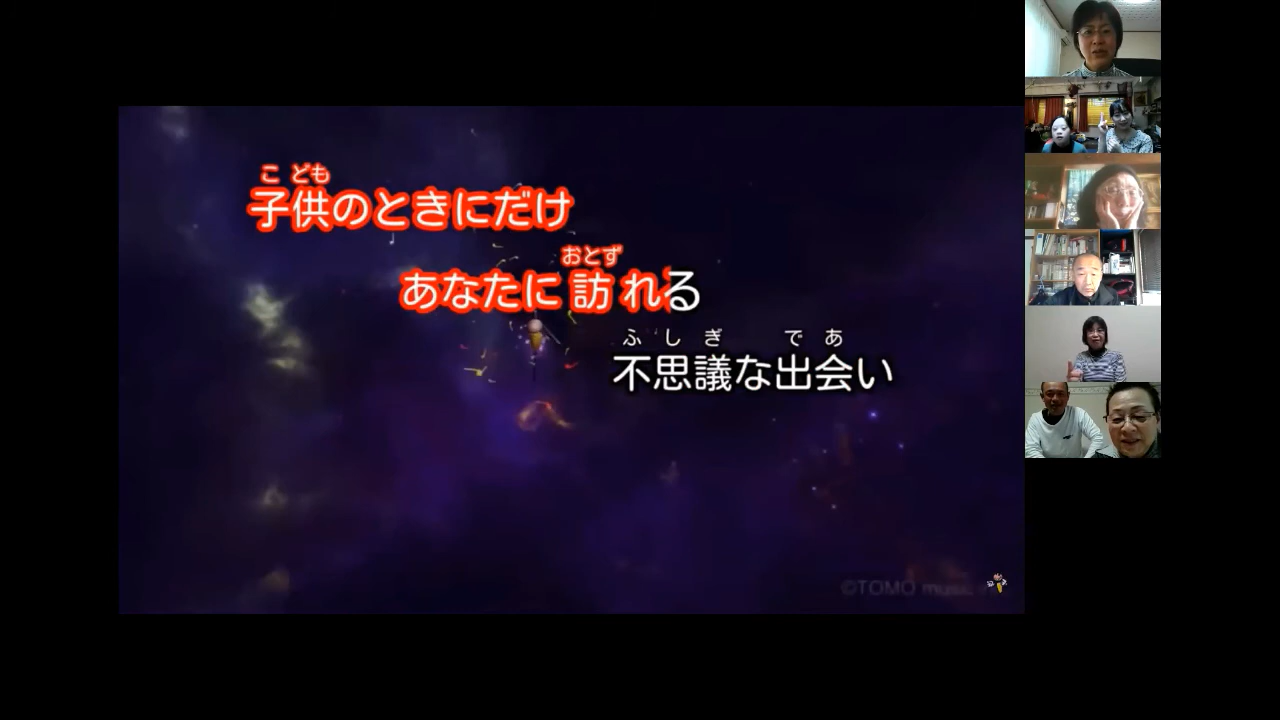 こ ども
子供のときにだけ
おとず
あなたに訪れる
ふしぎ であ
不思議な出会い
©TOMO music